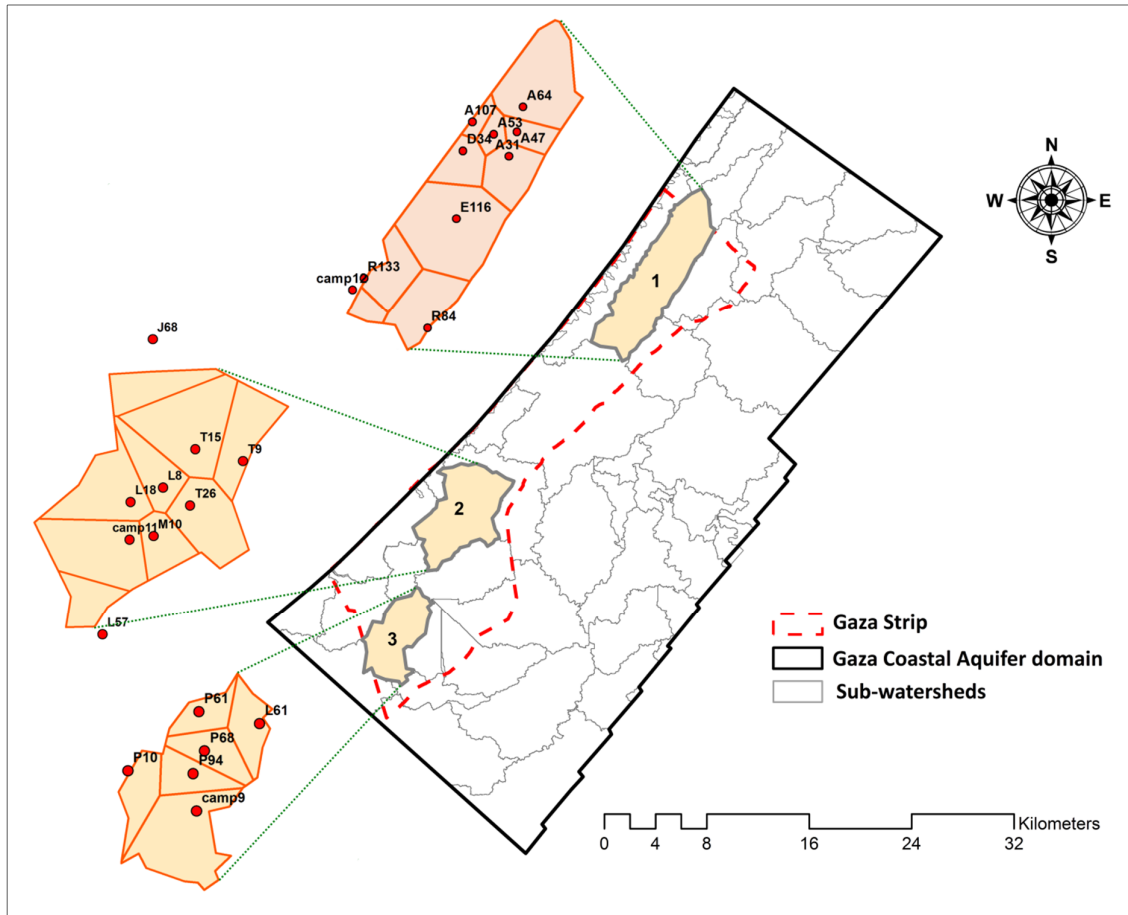 A64
A107
A53
A47
D34
A31
E116
R133
camp10
R84
J68
T15
T9
L8
L18
T26
camp11
M10
L57
P61
L61
P68
P10
P94
camp9
1
2
3
N
W
E
S
Gaza Strip
Gaza Coastal Aquifer domain
Sub-watersheds
Kilometers
0 4 8 16 24 32